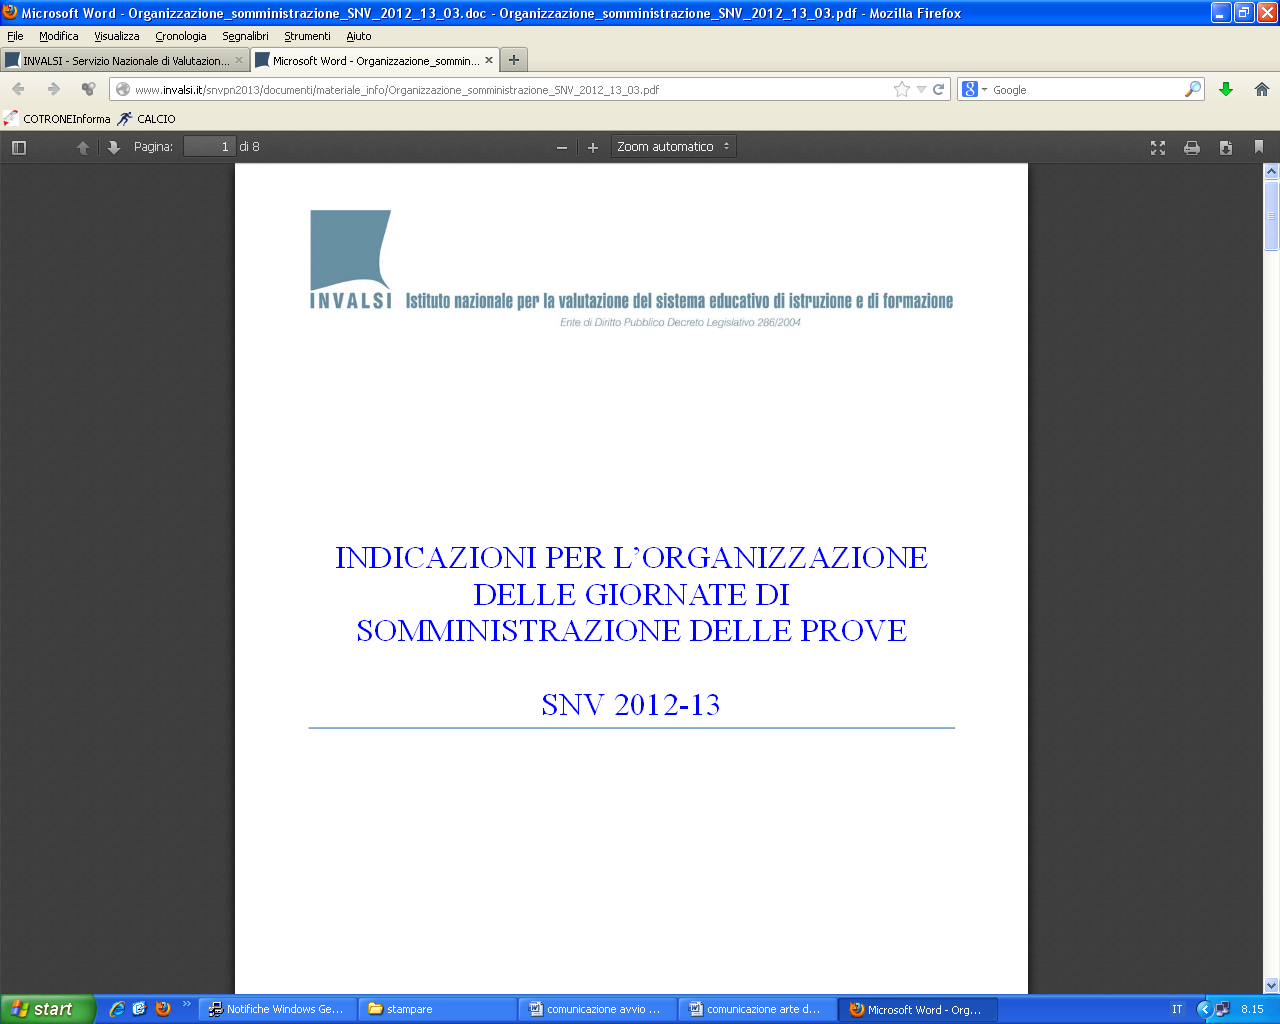 Microsoft Word - Organizzazione_somministrazione_SNV_2012_13_03.doc - Organizzazione_somministrazione_SNV_2012_13_03.pdf - Mozilla Firefox
File Modifica Visualizza Cronologia Segnalibri Strumenti Aiuto
INVALSI - Servizio Nazionale di Valutazion... Microsoft Word - Organizzazione_sommin...
www.invalsi.it/snvpn2013/documenti/materiale_info/Organizzazione_somministrazione_SNV_2012_13_03.pdf Google
COTRONEInforma CALCIO
Pagina: 1 di 8 Zoom automatico
INVALSI Istituto nazionale per la valutazione del sistema educativo di istruzione e di formazione
Ente di Diritto Pubblico Decreto Legislativo 286/2004
INDICAZIONI PER L’ORGANIZZAZIONE
DELLE GIORNATE DI
SOMMINISTRAZIONE DELLE PROVE
SNV 2012-13
start Notifiche Windows Ge... stampare comunicazione avvio ... comunicazione arte d... Microsoft Word - Org... IT 8.15